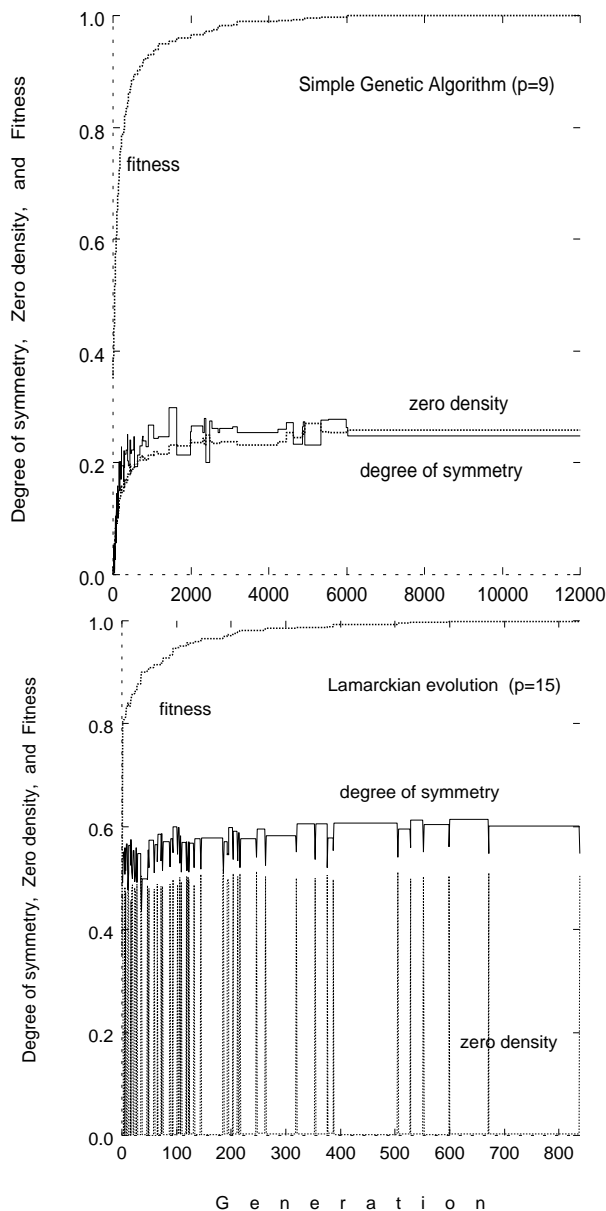 1.0
0.8
0.6
0.4
0.2
0.0
Degree of symmetry, Zero density, and Fitness
Simple Genetic Algorithm (p=9)
fitness
zero density
degree of symmetry
0 2000 4000 6000 8000 10000 12000
1.0
0.8
0.6
0.4
0.2
0.0
Degree of symmetry, Zero density, and Fitness
Lamarckian evolution (p=15)
fitness
degree of symmetry
zero density
0 100 200 300 400 500 600 700 800
Generation